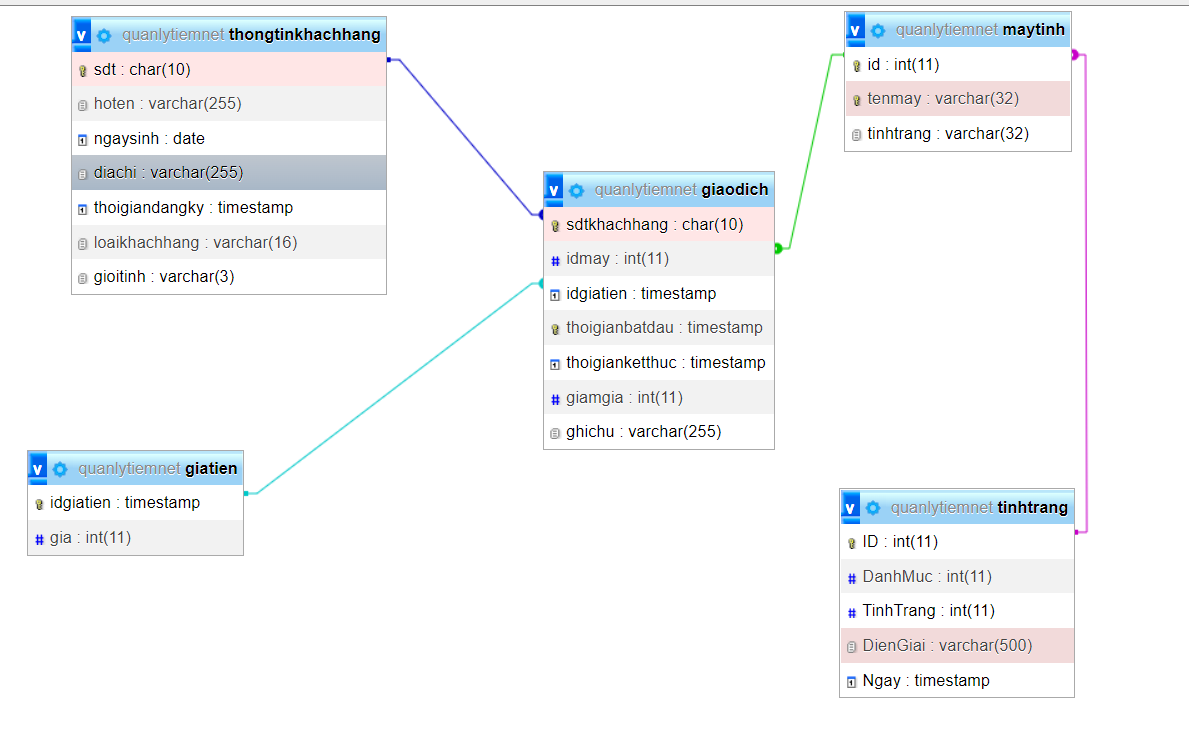 v quanlytiemnet thongtinkhachhang
sdt : char(10)
hoten : varchar(255)
ngaysinh : date
diachi : varchar(255)
thoigiandangky : timestamp
loaikhachhang : varchar(16)
gioitinh : varchar(3)
v quanlytiemnet maytinh
id : int(11)
tenmay : varchar(32)
tinhtrang : varchar(32)
v quanlytiemnet giaodich
sdtkhachhang : char(10)
# idmay : int(11)
idgiatien : timestamp
thoigianbatdau : timestamp
thoigianketthuc : timestamp
# giamgia : int(11)
ghichu : varchar(255)
v quanlytiemnet giatien
idgiatien : timestamp
# gia : int(11)
v quanlytiemnet tinhtrang
ID : int(11)
# DanhMuc : int(11)
# TinhTrang : int(11)
DienGiai : varchar(500)
Ngay : timestamp